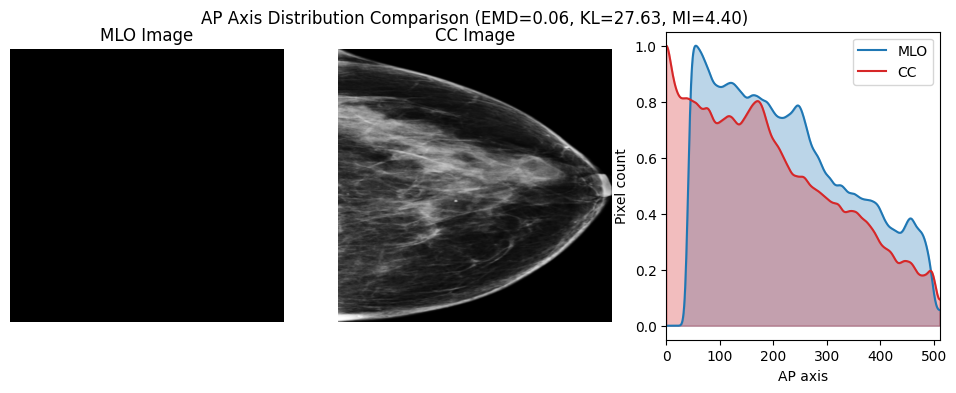 AP Axis Distribution Comparison (EMD=0.06, KL=27.63, MI=4.40)
MLO Image
CC Image
MLO
CC
Pixel count
1.0
0.8
0.6
0.4
0.2
0.0
0 100 200 300 400 500
AP axis